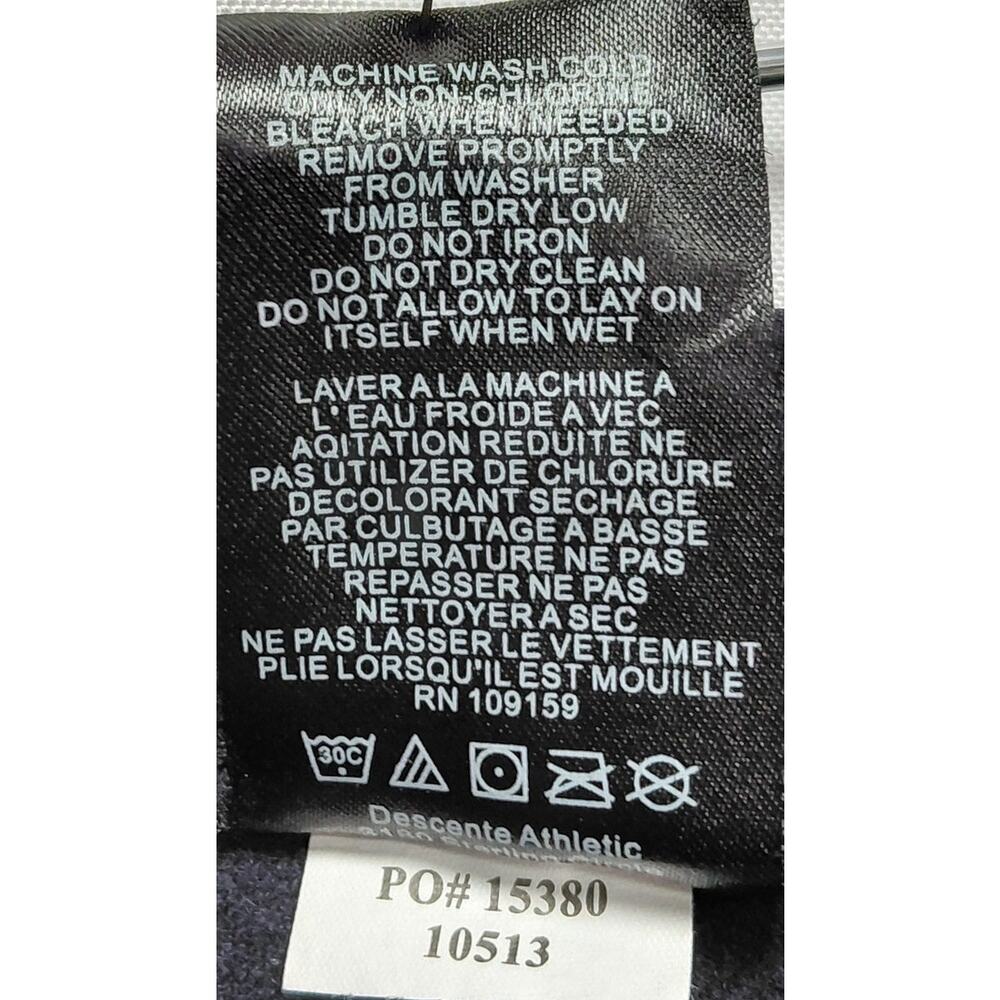 MACHINE WASH COLD
ONLY NON-CHLORINE
BLEACH WHEN NEEDED
REMOVE PROMPTLY
FROM WASHER
TUMBLE DRY LOW
DO NOT IRON
DO NOT DRY CLEAN
DO NOT ALLOW TO LAY ON
ITSELF WHEN WET
LAVER A LA MACHINE A
L'EAU FROIDE A VEC
AQITATION REDUITE NE
PAS UTILIZER DE CHLORURE
DECOLORANT SECHAGE
PAR CULBUTAGE A BASSE
TEMPERATURE NE PAS
REPASSER NE PAS
NETTOYER A SEC
NE PAS LASSER LE VETTEMENT
PLIE LORSQU'IL EST MOUILLE
RN 109159
30C
Descente Athletic
PO# 15380
10513